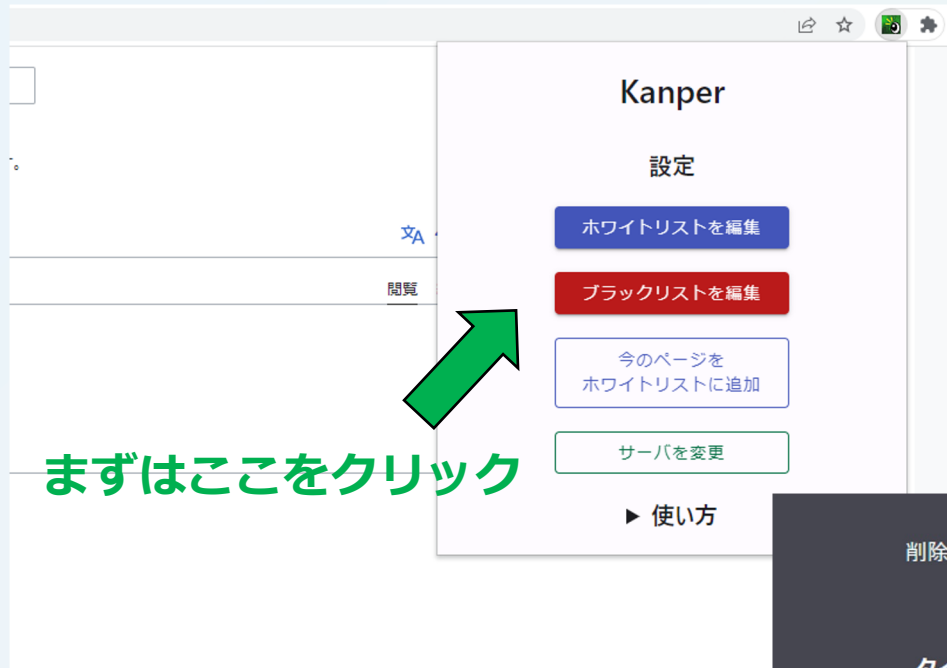 Kanper
す。
設定
文A
ホワイトリストを編集
閲覧
ブラックリストを編集
今のページを
ホワイトリストに追加
サーバを変更
まずはここをクリック
▶ 使い方
削除